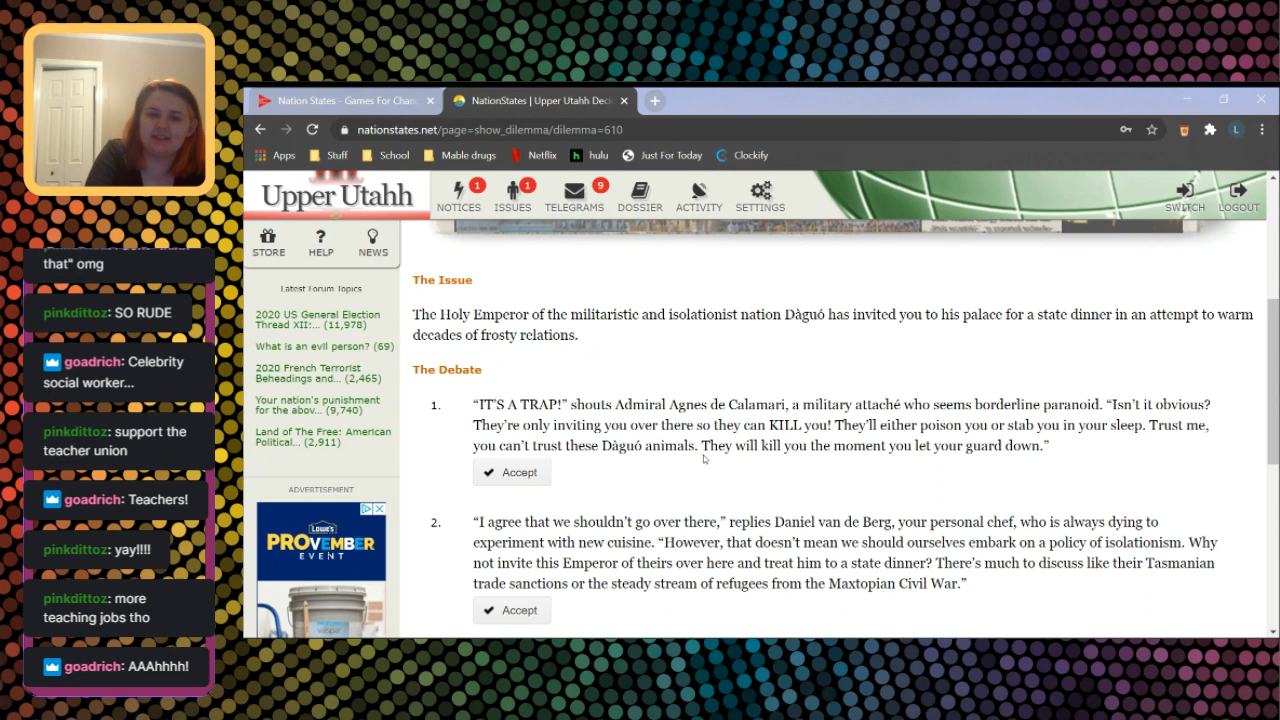 that" omg
pinkdittoz: SO RUDE
goadrich: Celebrity
social worker...
pinkdittoz: support the
teacher union
goadrich: Teachers!
pinkdittoz: yay!!!!
pinkdittoz: more
teaching jobs tho
goadrich: AAAhhhh!
Nation States - Games For Chan
NationStates | Upper Utahh Deci
nationstates.net/page=show_dilemma/dilemma=610
Apps
Stuff
School
Mable drugs
Netflix
hulu
Just For Today
Clockify
Upper Utahh
1
NOTICES
1
ISSUES
9
TELEGRAMS
DOSSIER
ACTIVITY
SETTINGS
SWITCH
LOGOUT
STORE
HELP
NEWS
Latest Forum Topics
2020 US General Election
Thread XII:... (11,978)
What is an evil person? (69)
2020 French Terrorist
Beheadings and... (2,465)
Your nation's punishment
for the abov... (9,740)
Land of The Free: American
Political... (2,911)
ADVERTISEMENT
LOWE'S
PROVEMBER
EVENT
valspar
The Issue
The Holy Emperor of the militaristic and isolationist nation Dàguó has invited you to his palace for a state dinner in an attempt to warm
decades of frosty relations.
The Debate
1. “IT’S A TRAP!” shouts Admiral Agnes de Calamari, a military attaché who seems borderline paranoid. “Isn’t it obvious?
They’re only inviting you over there so they can KILL you! They’ll either poison you or stab you in your sleep. Trust me,
you can’t trust these Dàguó animals. They will kill you the moment you let your guard down.”
Accept
2. “I agree that we shouldn’t go over there,” replies Daniel van de Berg, your personal chef, who is always dying to
experiment with new cuisine. “However, that doesn’t mean we should ourselves embark on a policy of isolationism. Why
not invite this Emperor of theirs over here and treat him to a state dinner? There’s much to discuss like their Tasmanian
trade sanctions or the steady stream of refugees from the Maxtopian Civil War.”
Accept